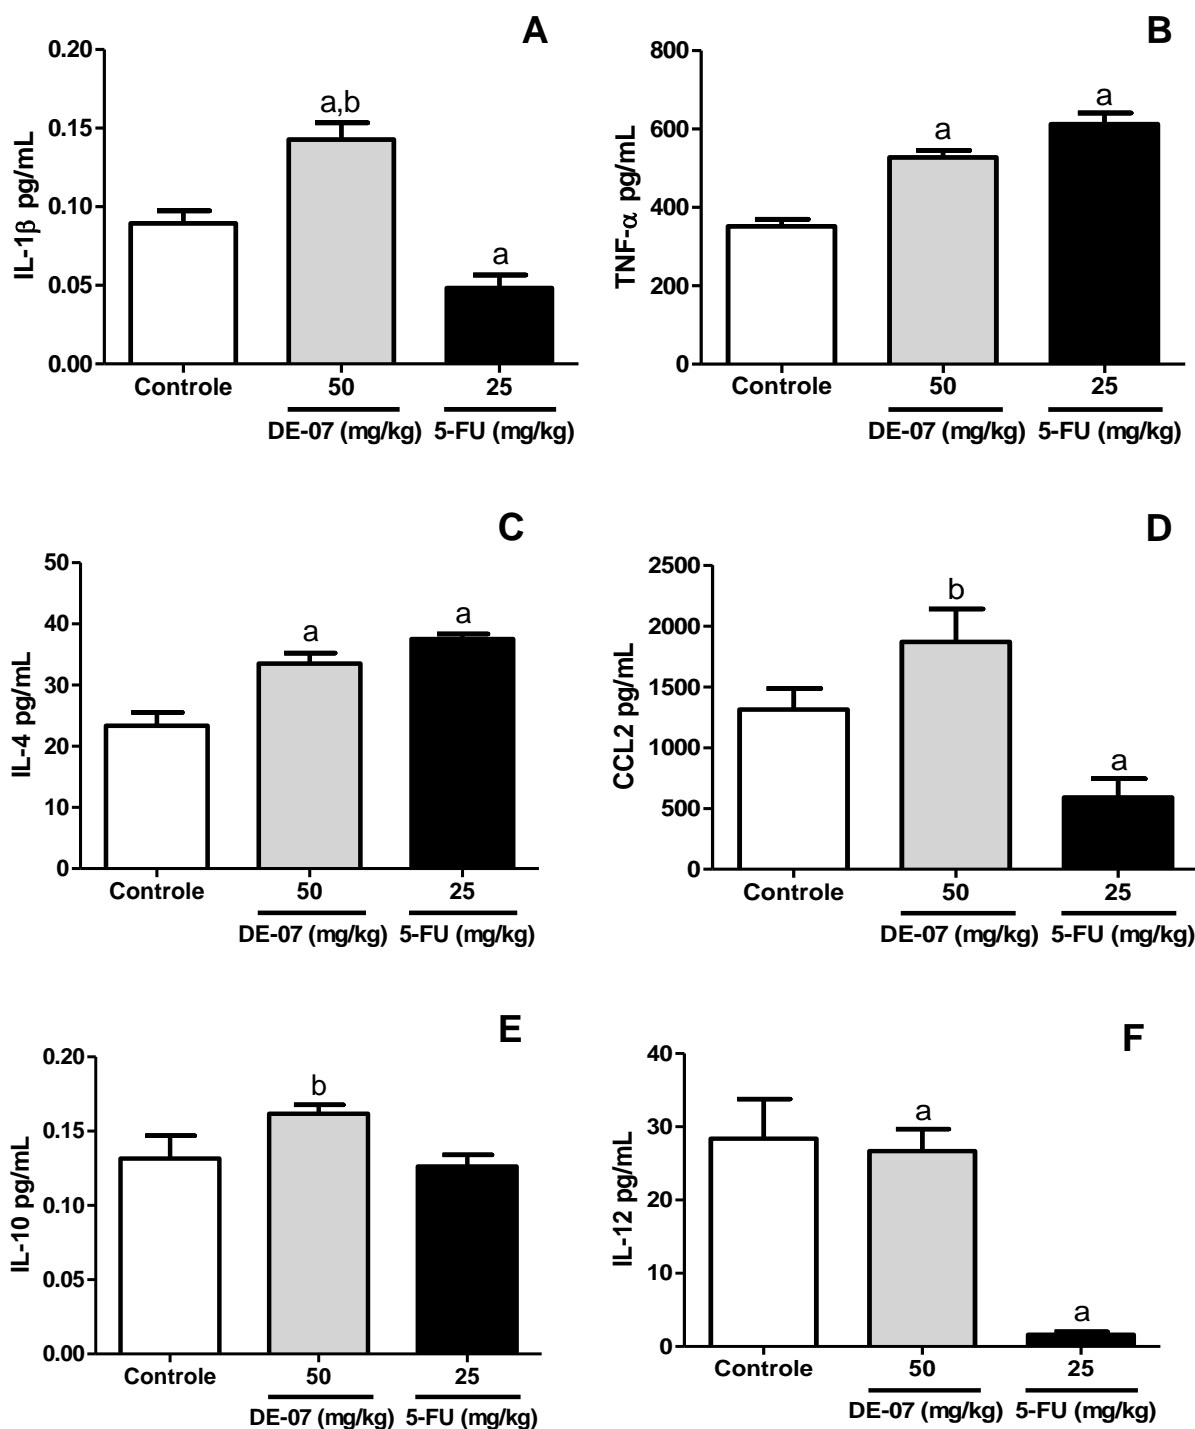 A
0.20
0.15
0.10
0.05
0.00
IL-1β pg/mL
a,b
a
Controle
50
25
DE-07 (mg/kg)
5-FU (mg/kg)
B
800
600
400
200
0
TNF-α pg/mL
a
a
Controle
50
25
DE-07 (mg/kg)
5-FU (mg/kg)
C
50
40
30
20
10
0
IL-4 pg/mL
a
a
Controle
50
25
DE-07 (mg/kg)
5-FU (mg/kg)
D
2500
2000
1500
1000
500
0
CCL2 pg/mL
b
a
Controle
50
25
DE-07 (mg/kg)
5-FU (mg/kg)
E
0.20
0.15
0.10
0.05
0.00
IL-10 pg/mL
b
Controle
50
25
DE-07 (mg/kg)
5-FU (mg/kg)
F
40
30
20
10
0
IL-12 pg/mL
a
a
Controle
50
25
DE-07 (mg/kg)
5-FU (mg/kg)